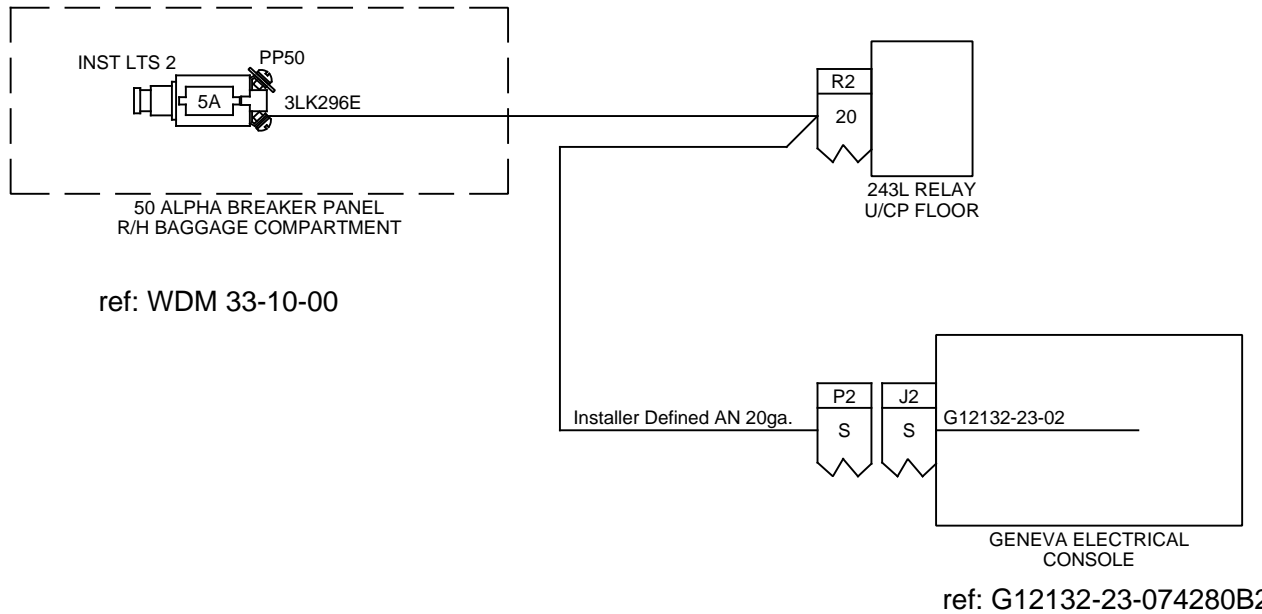 INST LTS 2
PP50
5A
3LK296E
50 ALPHA BREAKER PANEL
R/H BAGGAGE COMPARTMENT
ref: WDM 33-10-00
R2
20
243L RELAY
U/CP FLOOR
Installer Defined AN 20ga.
P2
S
J2
S
G12132-23-02
GENEVA ELECTRICAL
CONSOLE
ref: G12132-23-074280B2